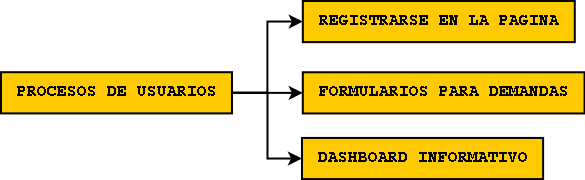 PROCESOS DE USUARIOS
REGISTRARSE EN LA PAGINA
FORMULARIOS PARA DEMANDAS
DASHBOARD INFORMATIVO